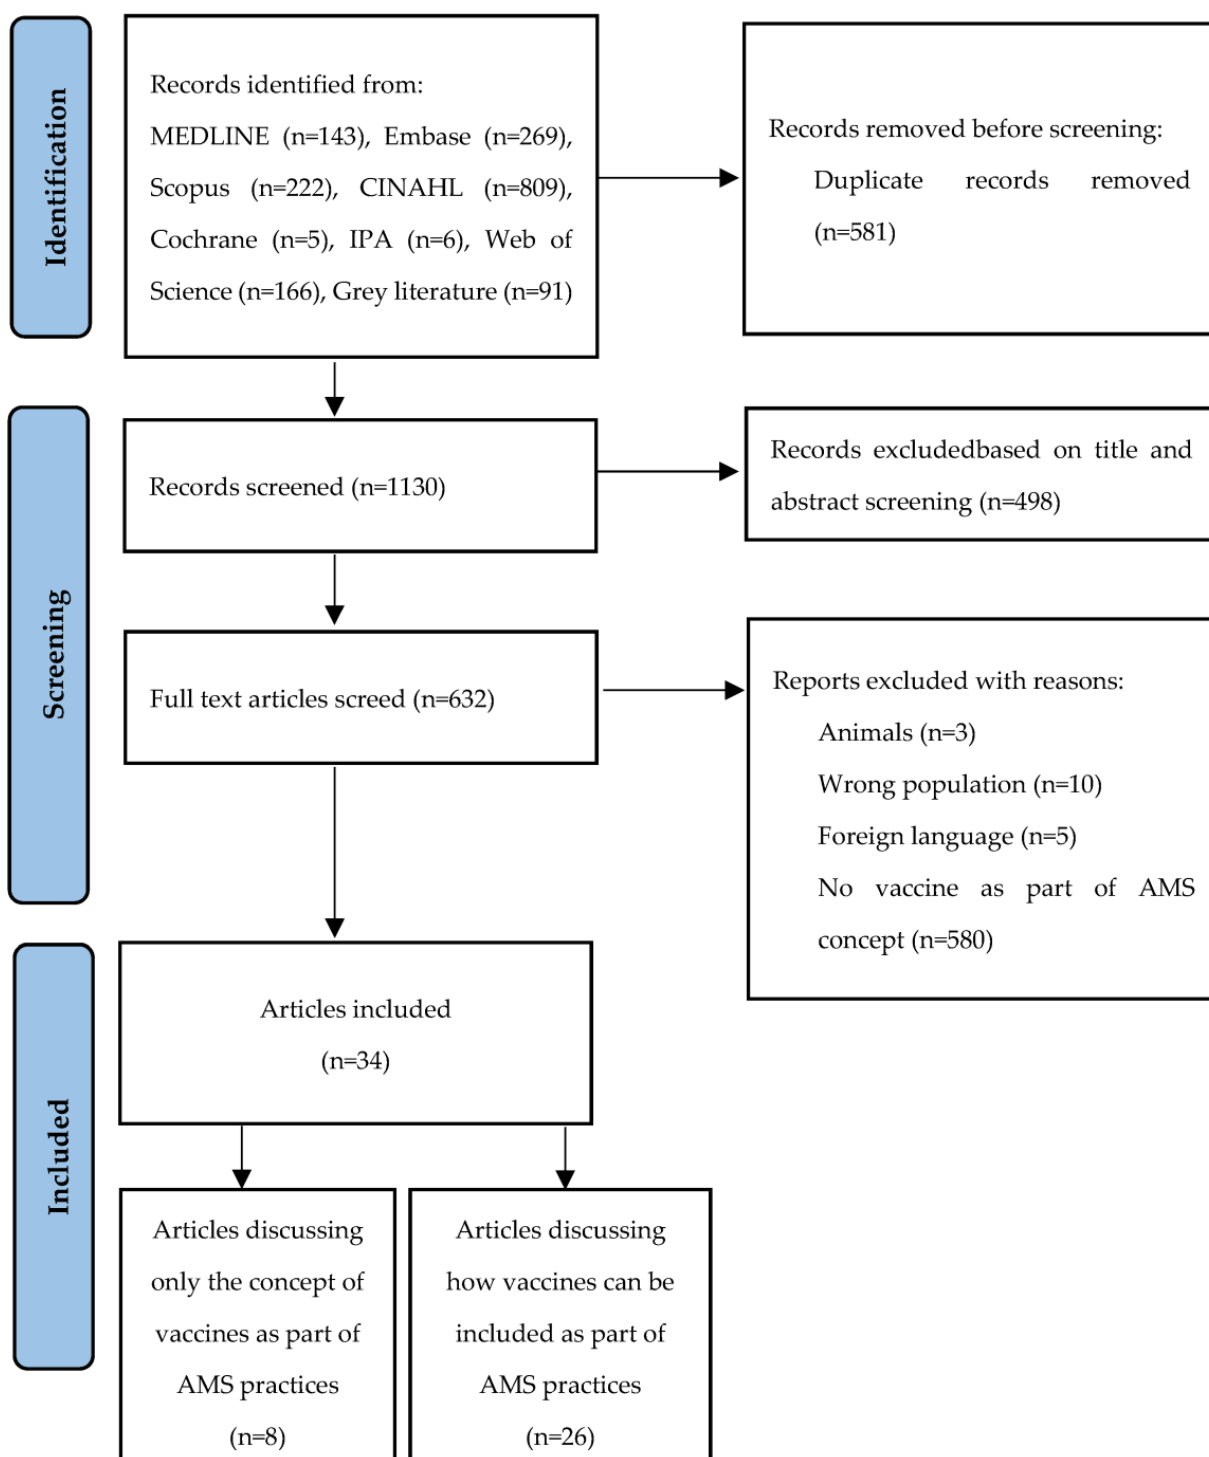 Identification
Records identified from:
MEDLINE (n=143), Embase (n=269),
Scopus (n=222), CINAHL (n=809),
Cochrane (n=5), IPA (n=6), Web of
Science (n=166), Grey literature (n=91)
Records removed before screening:
Duplicate records removed
(n=581)
Screening
Records screened (n=1130)
Records excludedbased on title and
abstract screening (n=498)
Full text articles screed (n=632)
Reports excluded with reasons:
Animals (n=3)
Wrong population (n=10)
Foreign language (n=5)
No vaccine as part of AMS
concept (n=580)
Included
Articles included
(n=34)
Articles discussing
only the concept of
vaccines as part of
AMS practices
(n=8)
Articles discussing
how vaccines can be
included as part of
AMS practices
(n=26)